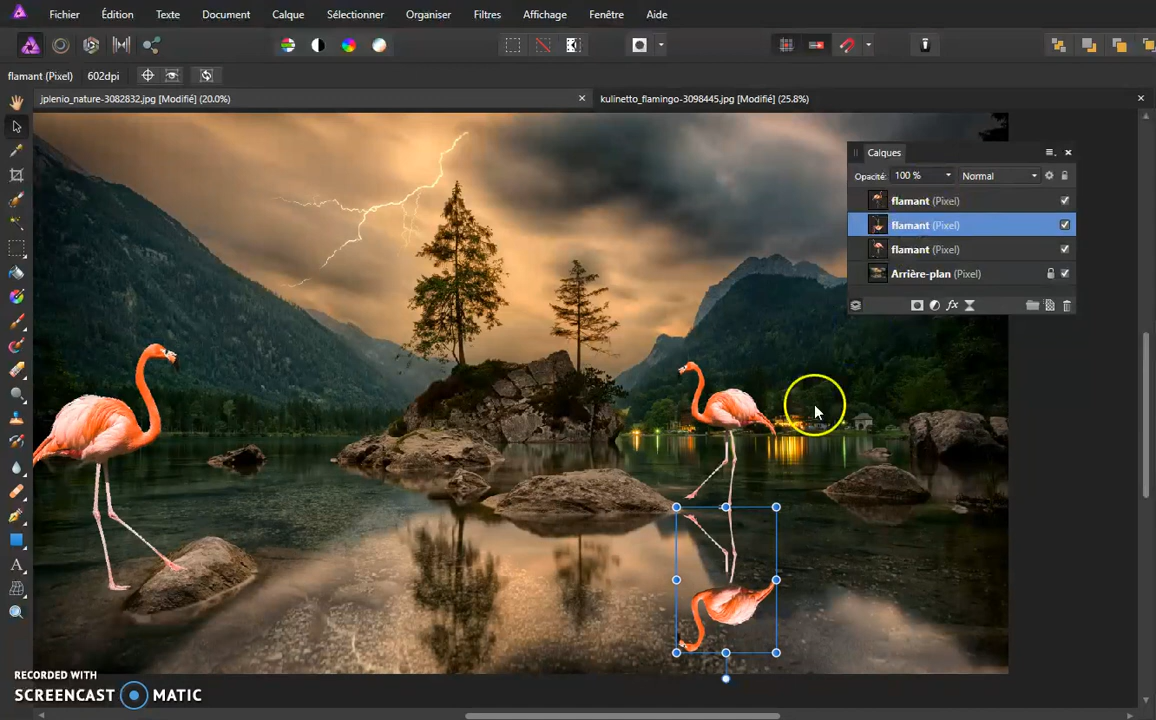 Fichier Édition Texte Document Calque Sélectionner Organiser Filtres Affichage Fenêtre Aide
flamant (Pixel) 602dpi
jplenio_nature-3082832.jpg [Modifié] (20.0%)
kulinetto_flamingo-3098445.jpg [Modifié] (25.8%)
Calques
Opacité: 100 % Normal
flamant (Pixel)
flamant (Pixel)
flamant (Pixel)
Arrière-plan (Pixel)
fx
A
RECORDED WITH
SCREENCAST MATIC